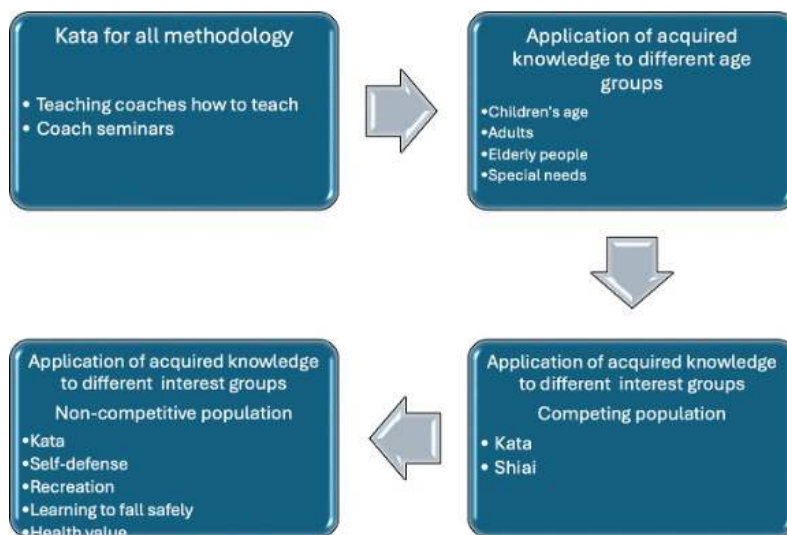 Kata for all methodology
• Teaching coaches how to teach
• Coach seminars
Application of acquired
knowledge to different age
groups
•Children's age
•Adults
•Elderly people
•Special needs
Application of acquired knowledge
to different interest groups
Competing population
• Kata
• Shiai
Application of acquired knowledge
to different interest groups
Non-competitive population
•Kata
•Self-defense
•Recreation
•Learning to fall safely
•Health value